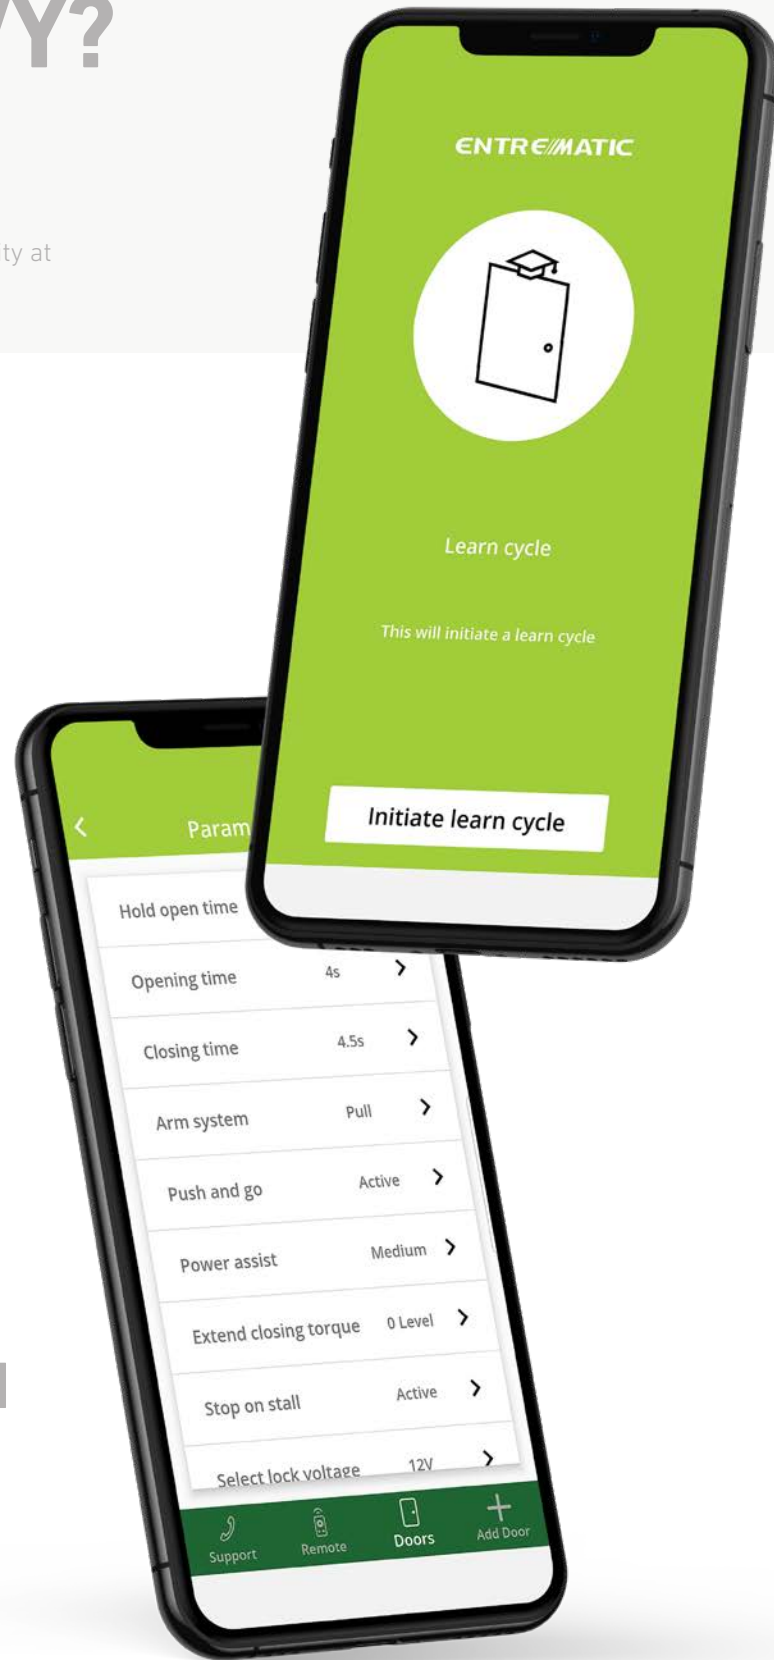 ity at
ENTREMATIC
Learn cycle
This will initiate a learn cycle
Initiate learn cycle
Hold open time
Opening time 4s
Closing time 4.5s
Arm system Pull
Push and go Active
Power assist Medium
Extend closing torque 0 Level
Stop on stall Active
Select lock voltage 12V
Support Remote Doors Add Door